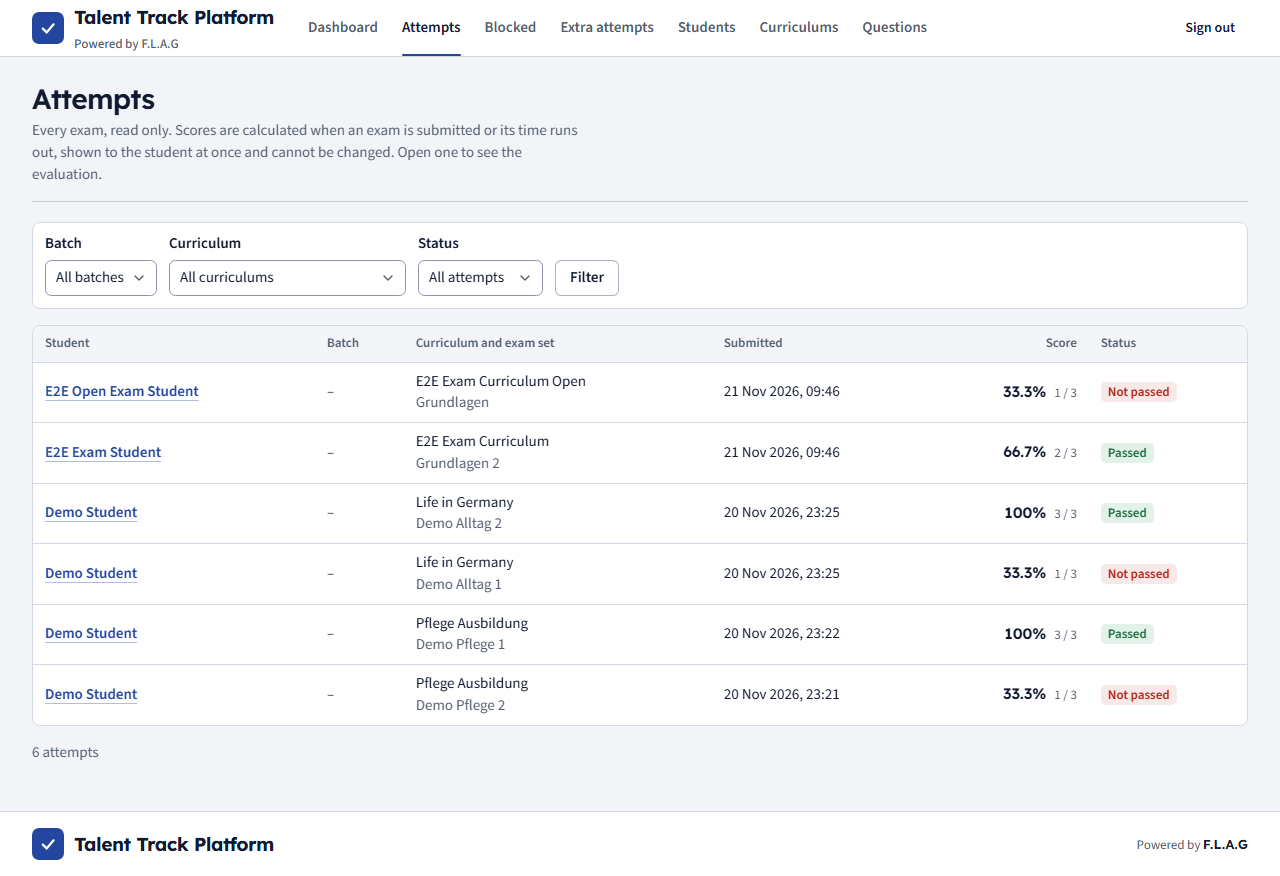 Talent Track Platform
Powered by F.L.A.G
Dashboard Attempts Blocked Extra attempts Students Curriculums Questions Sign out
Attempts
Every exam, read only. Scores are calculated when an exam is submitted or its time runs
out, shown to the student at once and cannot be changed. Open one to see the
evaluation.
Batch Curriculum Status
All batches All curriculums All attempts Filter
Student Batch Curriculum and exam set Submitted Score Status
E2E Open Exam Student – E2E Exam Curriculum Open 21 Nov 2026, 09:46 33.3% 1 / 3 Not passed
Grundlagen
E2E Exam Student – E2E Exam Curriculum 21 Nov 2026, 09:46 66.7% 2 / 3 Passed
Grundlagen 2
Demo Student – Life in Germany 20 Nov 2026, 23:25 100% 3 / 3 Passed
Demo Alltag 2
Demo Student – Life in Germany 20 Nov 2026, 23:25 33.3% 1 / 3 Not passed
Demo Alltag 1
Demo Student – Pflege Ausbildung 20 Nov 2026, 23:22 100% 3 / 3 Passed
Demo Pflege 1
Demo Student – Pflege Ausbildung 20 Nov 2026, 23:21 33.3% 1 / 3 Not passed
Demo Pflege 2
6 attempts
Talent Track Platform Powered by F.L.A.G